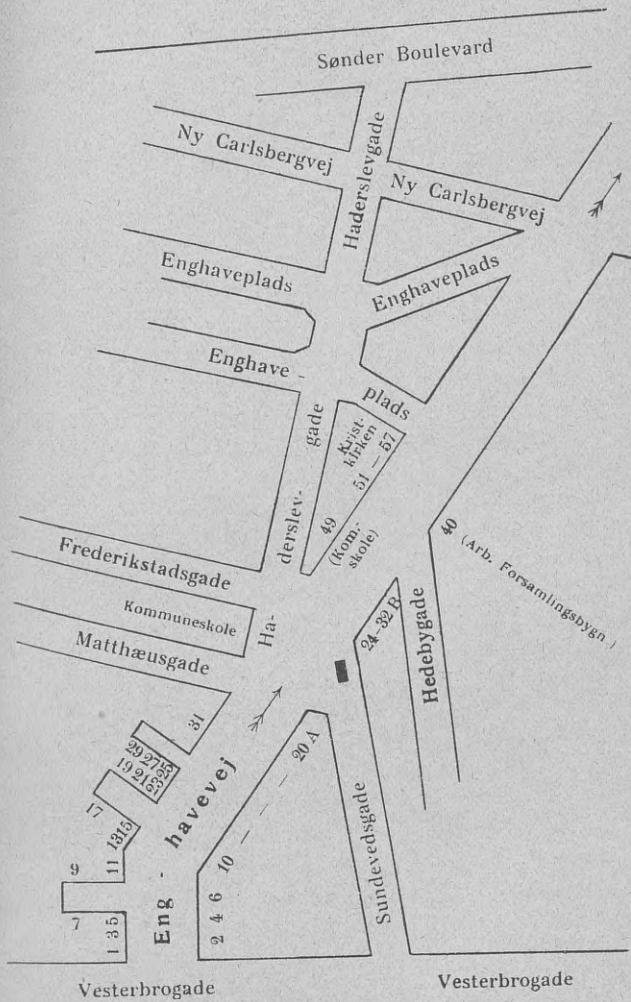 Sønder Boulevard
Ny Carlsbergvej
Haderslevgade
Ny Carlsbergvej
Enghaveplads
Enghaveplads
Enghave -
plads
gade
Krist-
kirken
51 — 57
derslev-
49
(Kom.
skole)
40
(Arb. Forsamlingsbygn.)
Frederikstadsgade
Kommuneskole
Ha-
24-32 B
Hedebygade
Matthæusgade
31
29 27 25
19 21 23
17
20 A
13 15
havevej
10
9
11
Eng -
Sundevedsgade
7
1 3 5
2 4 6
Vesterbrogade
Vesterbrogade